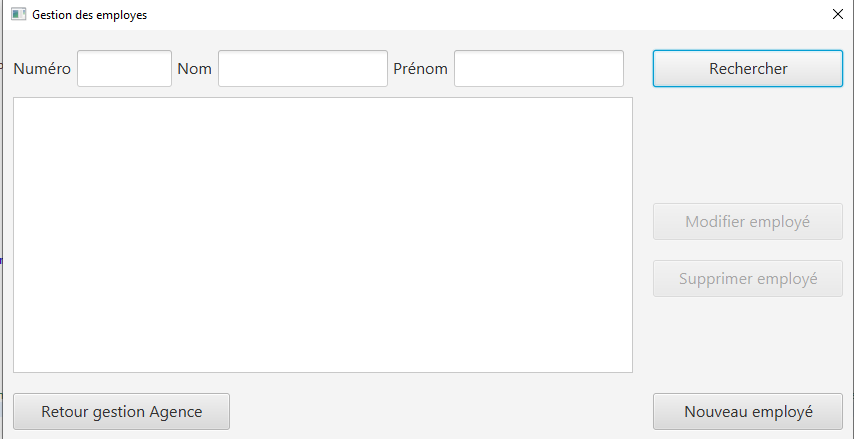 Gestion des employes
Numéro Nom Prénom Rechercher
Modifier employé
Supprimer employé
Retour gestion Agence Nouveau employé